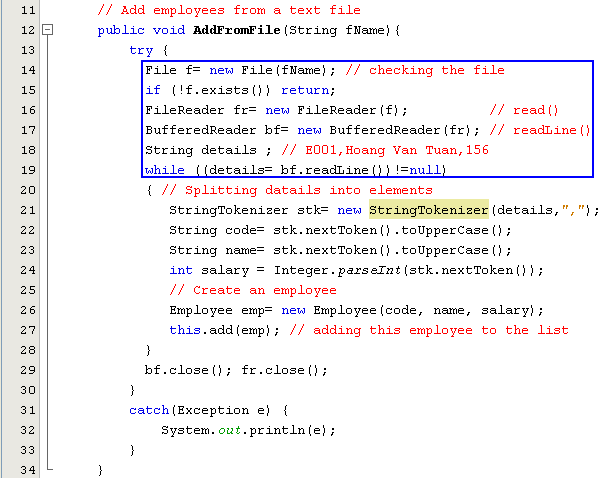 11 // Add employees from a text file
12 public void AddFromFile(String fName){
13 try {
14 File f= new File(fName); // checking the file
15 if (!f.exists()) return;
16 FileReader fr= new FileReader(f); // read()
17 BufferedReader bf= new BufferedReader(fr); // readLine()
18 String details ; // E001,Hoang Van Tuan,156
19 while ((details= bf.readLine())!=null)
20 { // Splitting datails into elements
21 StringTokenizer stk= new StringTokenizer(details,",");
22 String code= stk.nextToken().toUpperCase();
23 String name= stk.nextToken().toUpperCase();
24 int salary = Integer.parseInt(stk.nextToken());
25 // Create an employee
26 Employee emp= new Employee(code, name, salary);
27 this.add(emp); // adding this employee to the list
28 }
29 bf.close(); fr.close();
30 }
31 catch(Exception e) {
32 System.out.println(e);
33 }
34 }